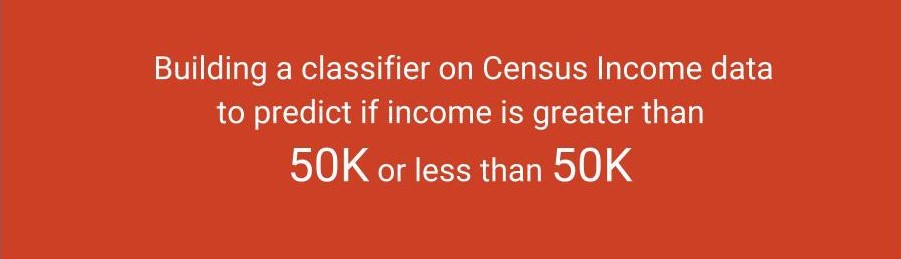 Building a classifier on Census Income data
to predict if income is greater than
50K or less than 50K